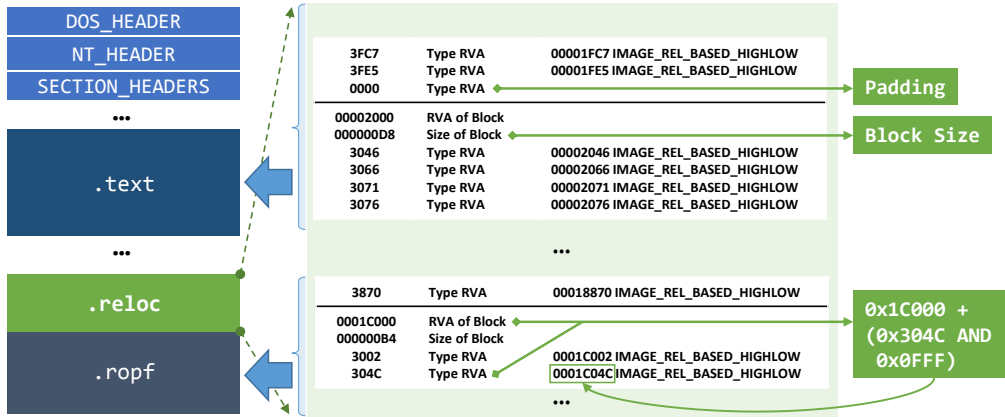 DOS_HEADER
NT_HEADER
SECTION_HEADERS
...
.text
...
.reloc
.ropf
3FC7 Type RVA 00001FC7 IMAGE_REL_BASED_HIGHLOW
3FE5 Type RVA 00001FE5 IMAGE_REL_BASED_HIGHLOW
0000 Type RVA
00002000 RVA of Block
000000D8 Size of Block
3046 Type RVA 00002046 IMAGE_REL_BASED_HIGHLOW
3066 Type RVA 00002066 IMAGE_REL_BASED_HIGHLOW
3071 Type RVA 00002071 IMAGE_REL_BASED_HIGHLOW
3076 Type RVA 00002076 IMAGE_REL_BASED_HIGHLOW
...
3870 Type RVA 00018870 IMAGE_REL_BASED_HIGHLOW
0001C000 RVA of Block
000000B4 Size of Block
3002 Type RVA 0001C002 IMAGE_REL_BASED_HIGHLOW
304C Type RVA 0001C04C IMAGE_REL_BASED_HIGHLOW
...
Padding
Block Size
0x1C000 +
(0x304C AND
0x0FFF)